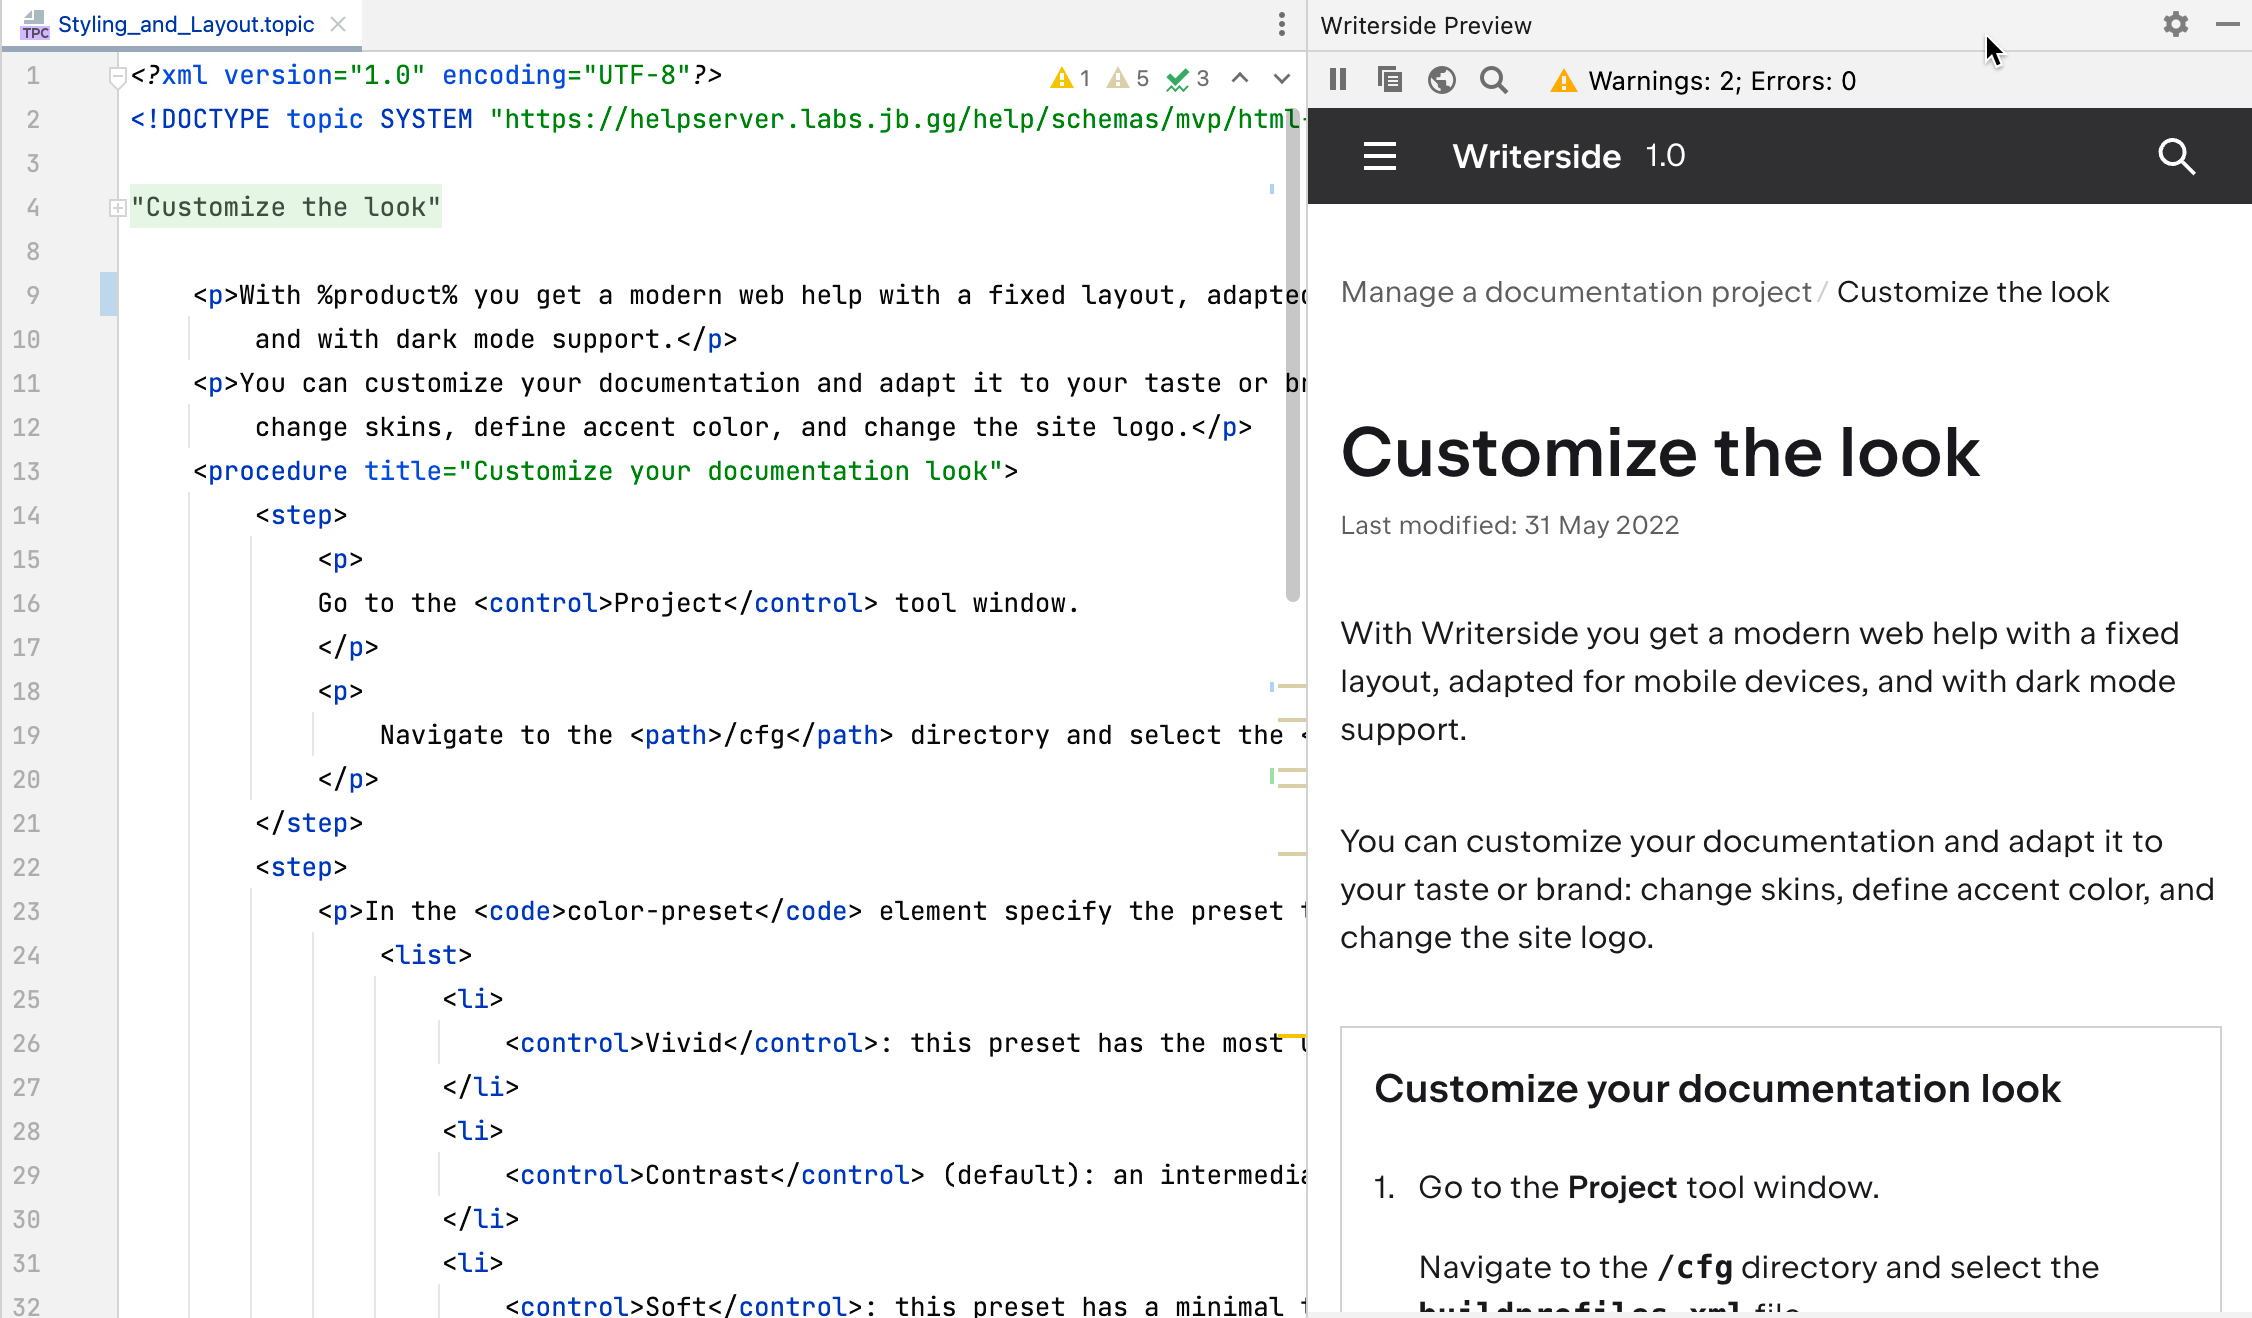 TPC Styling_and_Layout.topic
1 <?xml version="1.0" encoding="UTF-8"?>
1 5 3
2 <!DOCTYPE topic SYSTEM "https://helpserver.labs.jb.gg/help/schemas/mvp/html-
3
4 "Customize the look"
8
9 <p>With %product% you get a modern web help with a fixed layout, adapted
10 and with dark mode support.</p>
11 <p>You can customize your documentation and adapt it to your taste or
12 change skins, define accent color, and change the site logo.</p>
13 <procedure title="Customize your documentation look">
14 <step>
15 <p>
16 Go to the <control>Project</control> tool window.
17 </p>
18 <p>
19 Navigate to the <path>/cfg</path> directory and select the <
20 </p>
21 </step>
22 <step>
23 <p>In the <code>color-preset</code> element specify the preset
24 <list>
25 <li>
26 <control>Vivid</control>: this preset has the most
27 </li>
28 <li>
29 <control>Contrast</control> (default): an intermedia
30 </li>
31 <li>
32 <control>Soft</control>: this preset has a minimal
Writerside Preview
Warnings: 2; Errors: 0
Writerside 1.0
Manage a documentation project / Customize the look
Customize the look
Last modified: 31 May 2022
With Writerside you get a modern web help with a fixed
layout, adapted for mobile devices, and with dark mode
support.
You can customize your documentation and adapt it to
your taste or brand: change skins, define accent color, and
change the site logo.
Customize your documentation look
1. Go to the Project tool window.
Navigate to the /cfg directory and select the
buildprofiles.xml file